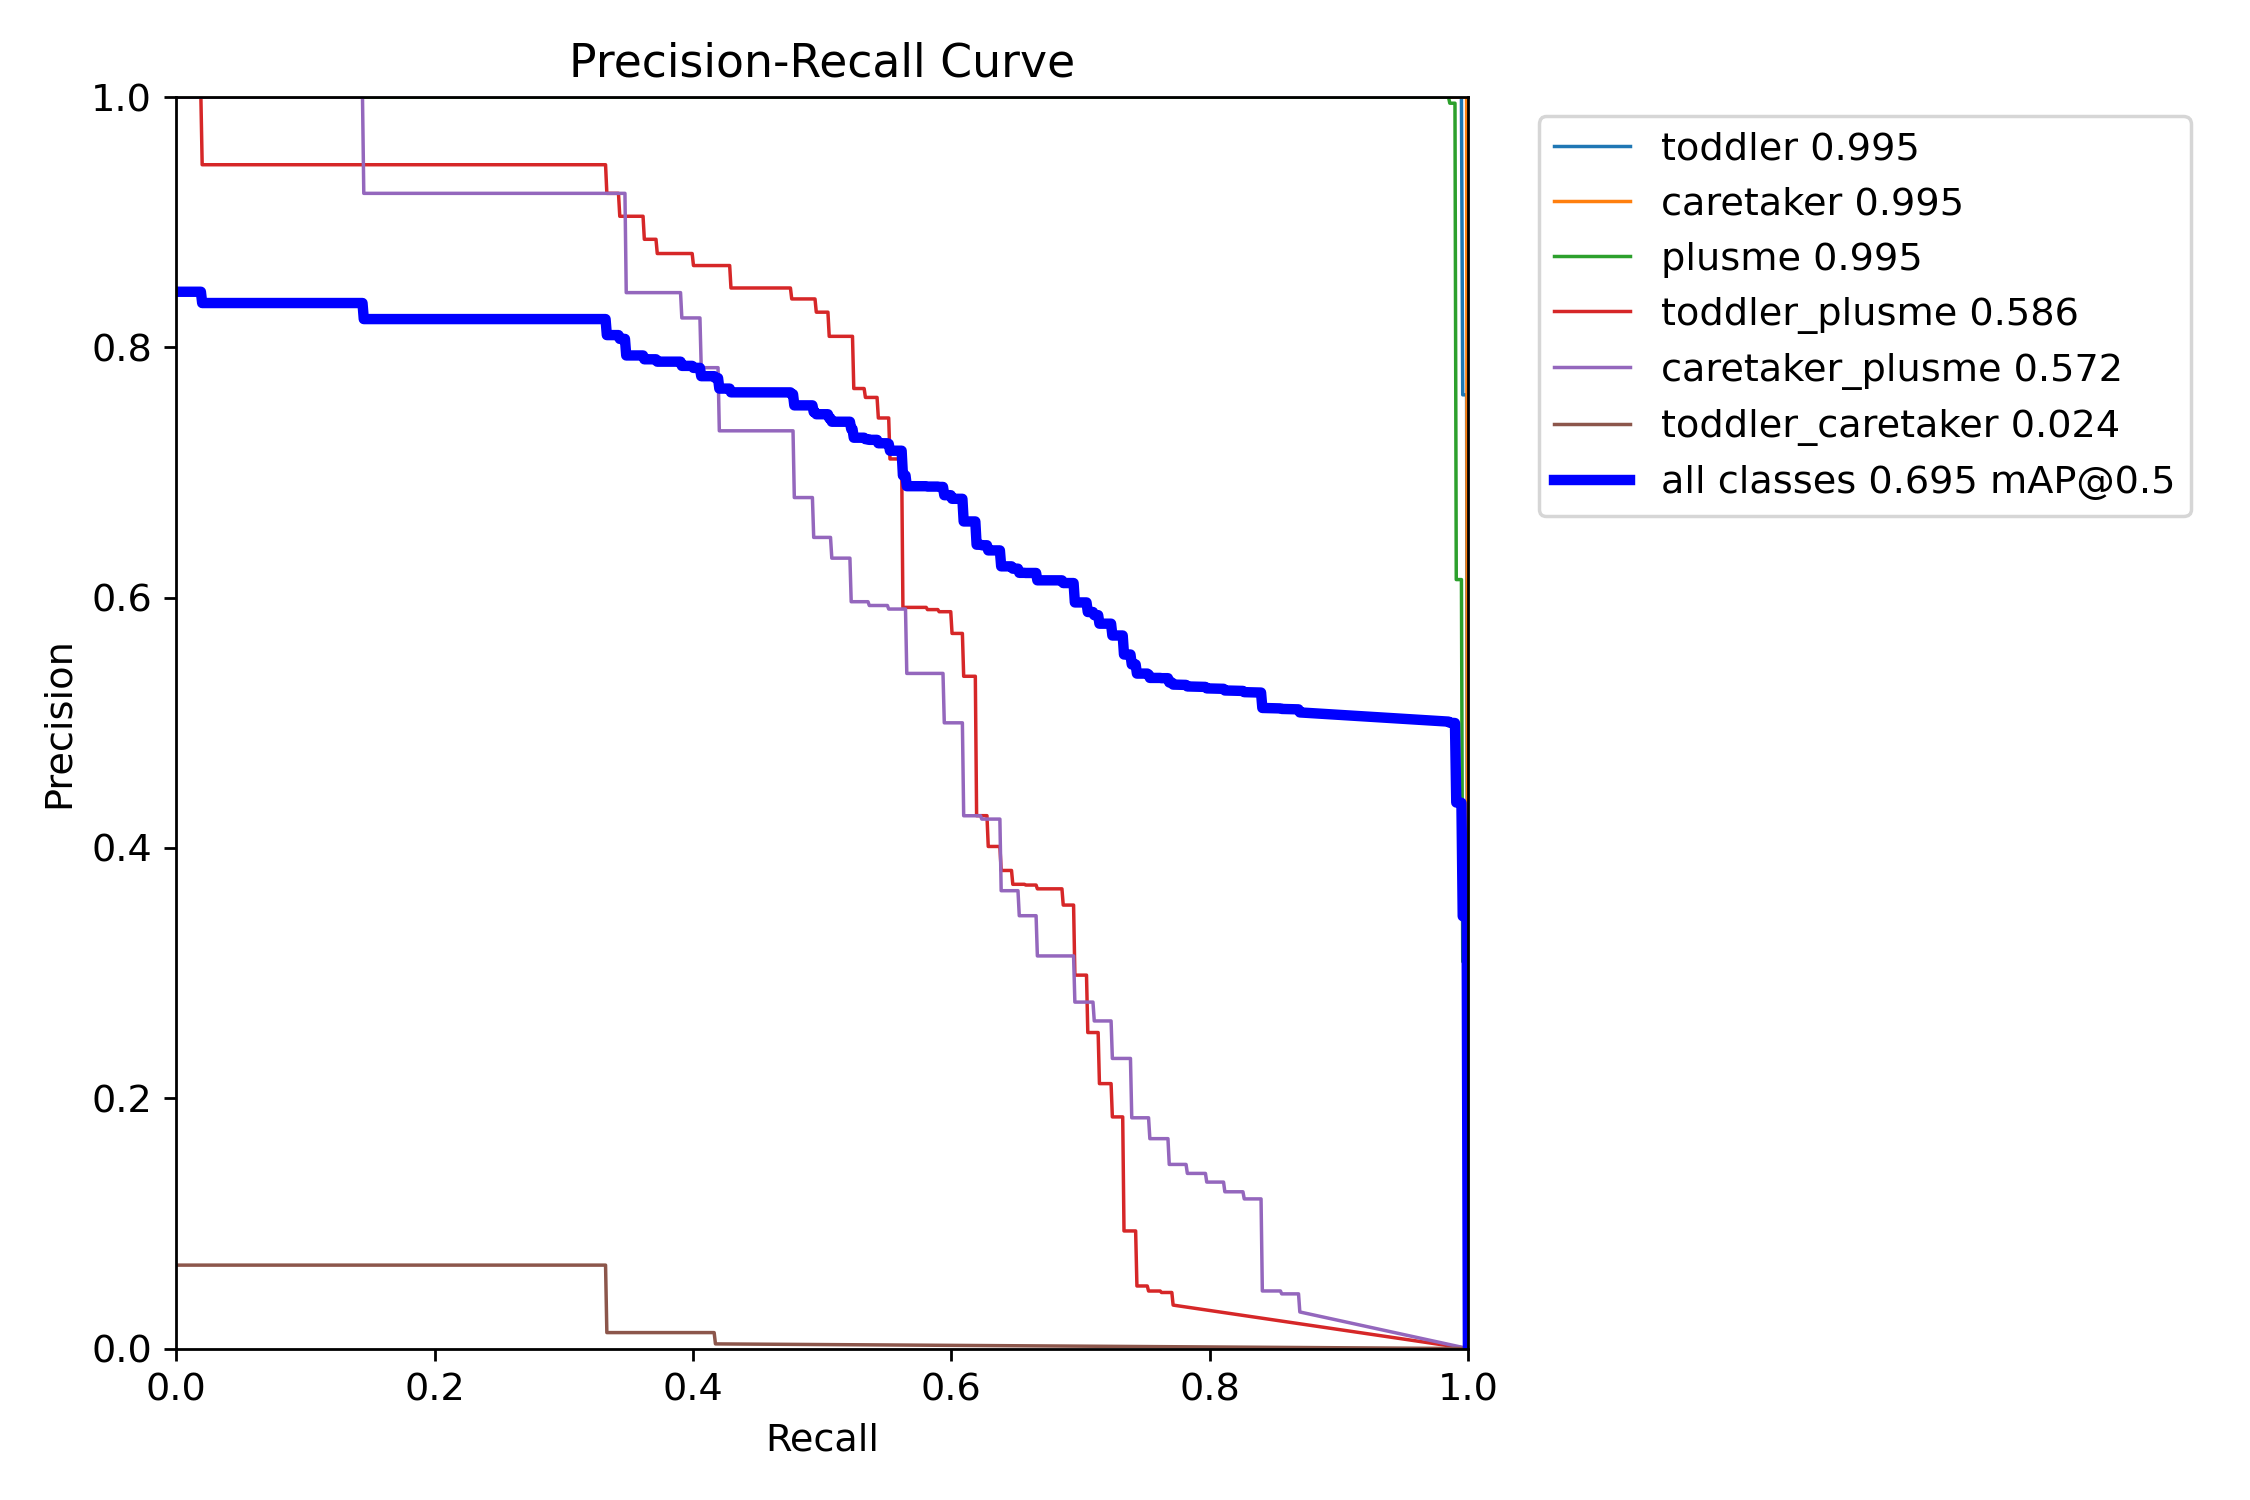 Precision-Recall Curve
1.0
0.8
0.6
0.4
0.2
0.0
Precision
0.0 0.2 0.4 0.6 0.8 1.0
Recall
toddler 0.995
caretaker 0.995
plusme 0.995
toddler_plusme 0.586
caretaker_plusme 0.572
toddler_caretaker 0.024
all classes 0.695 mAP@0.5